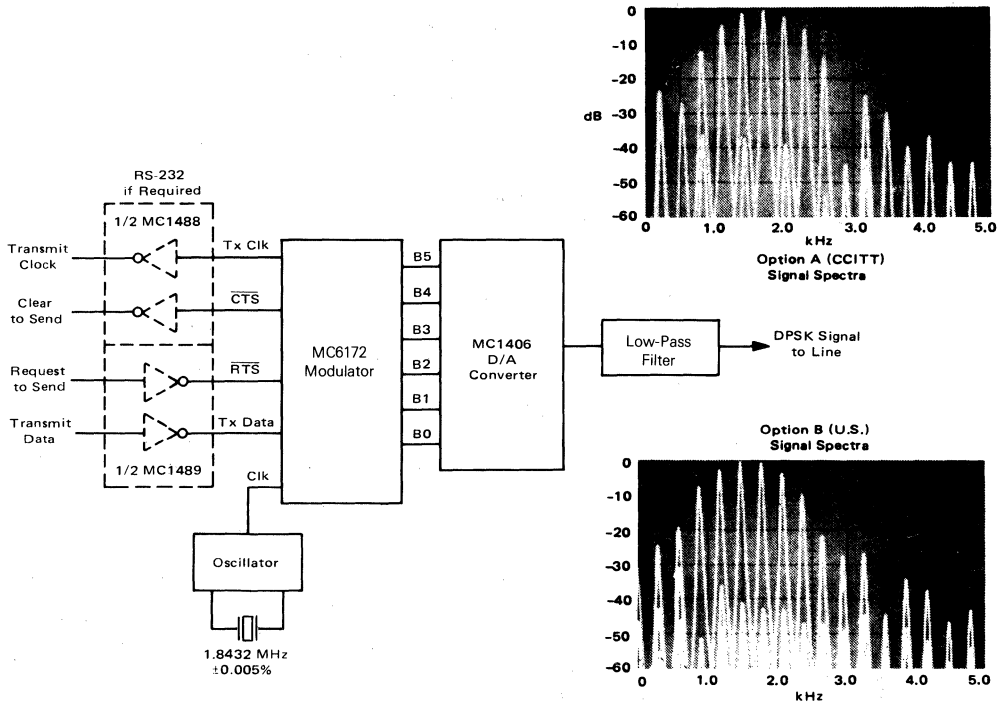 RS-232
if Required
1/2 MC1488
Transmit
Clock
Tx Clk
Clear
to Send
CTS
Request
to Send
RTS
Transmit
Data
Tx Data
1/2 MC1489
Clk
Oscillator
1.8432 MHz
±0.005%
MC6172
Modulator
B5
B4
B3
B2
B1
B0
MC1406
D/A
Converter
Low-Pass
Filter
DPSK Signal
to Line
0
-10
-20
dB -30
-40
-50
-60
0 1.0 2.0 3.0 4.0 5.0
kHz
Option A (CCITT)
Signal Spectra
Option B (U.S.)
Signal Spectra
0
-10
-20
-30
-40
-50
-60
0 1.0 2.0 3.0 4.0 5.0
kHz